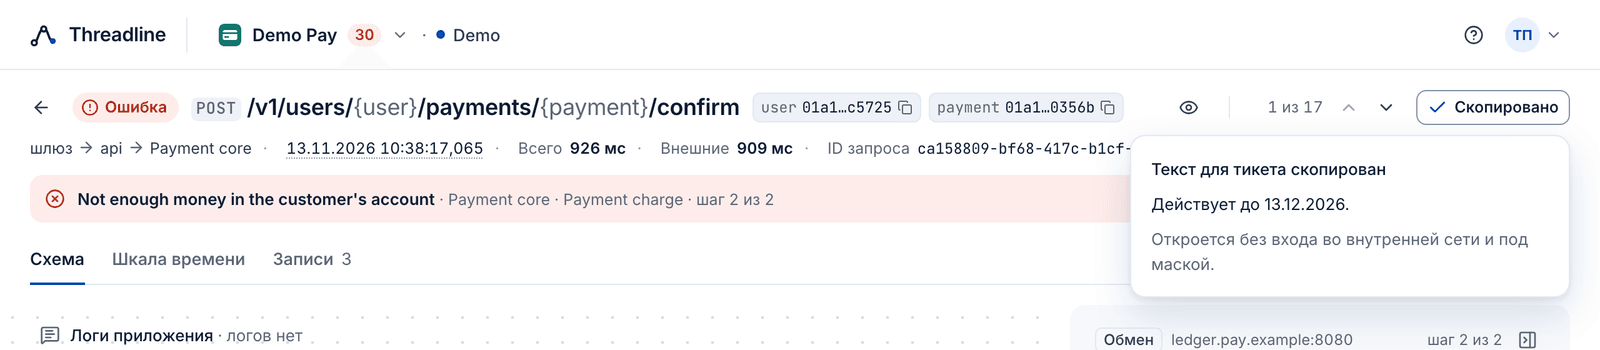 Threadline Demo Pay 30 · Demo ТП
Ошибка POST /v1/users/{user}/payments/{payment}/confirm user 01a1…c5725 payment 01a1…0356b 1 из 17 Скопировано
шлюз → api → Payment core · 13.11.2026 10:38:17,065 · Всего 926 мс · Внешние 909 мс · ID запроса ca158809-bf68-417c-b1cf-
Текст для тикета скопирован
Not enough money in the customer's account · Payment core · Payment charge · шаг 2 из 2
Действует до 13.12.2026.
Откроется без входа во внутренней сети и под
маской.
Схема Шкала времени Записи 3
Логи приложения · логов нет
Обмен ledger.pay.example:8080 шаг 2 из 2